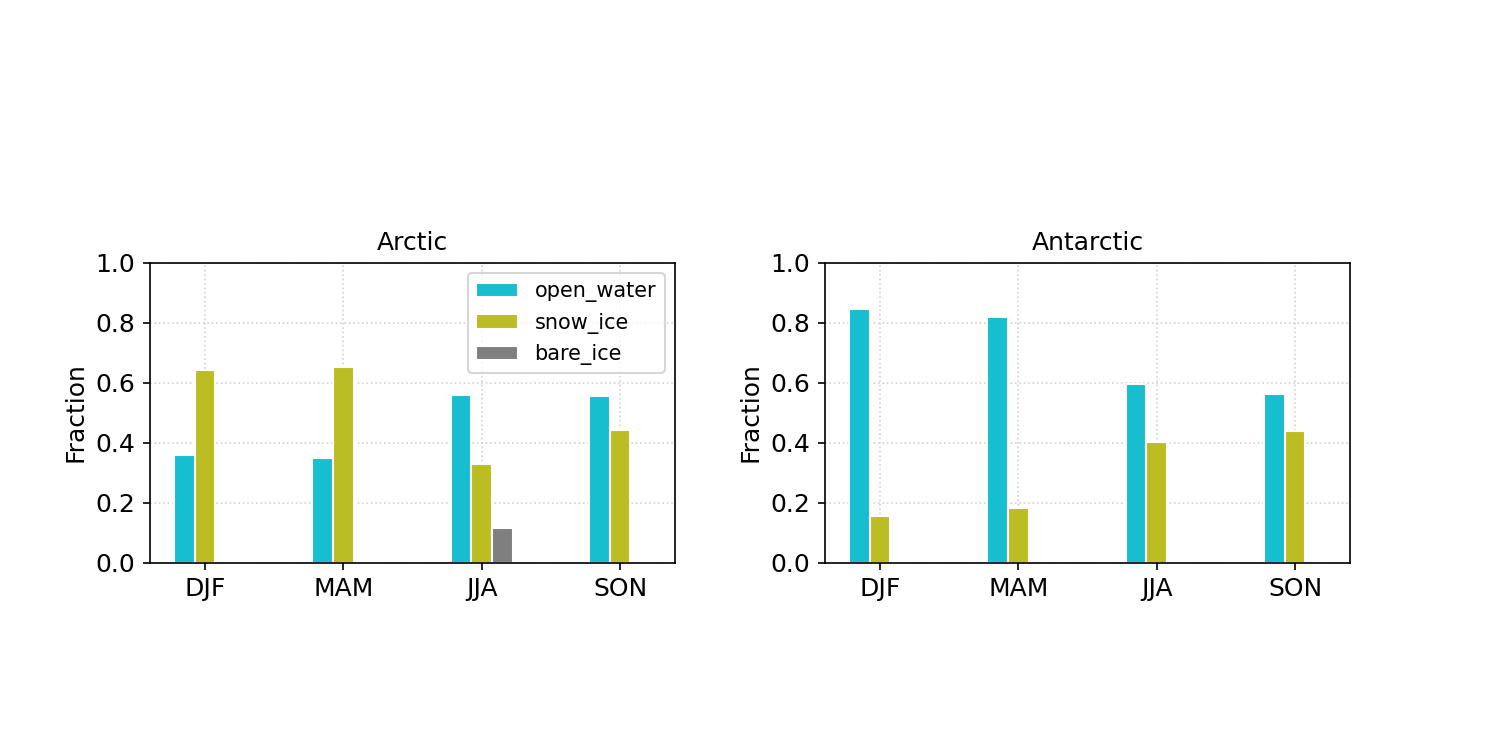 Arctic
1.0
0.8
0.6
0.4
0.2
0.0
Fraction
open_water
snow_ice
bare_ice
DJF MAM JJA SON
Antarctic
1.0
0.8
0.6
0.4
0.2
0.0
Fraction
DJF MAM JJA SON